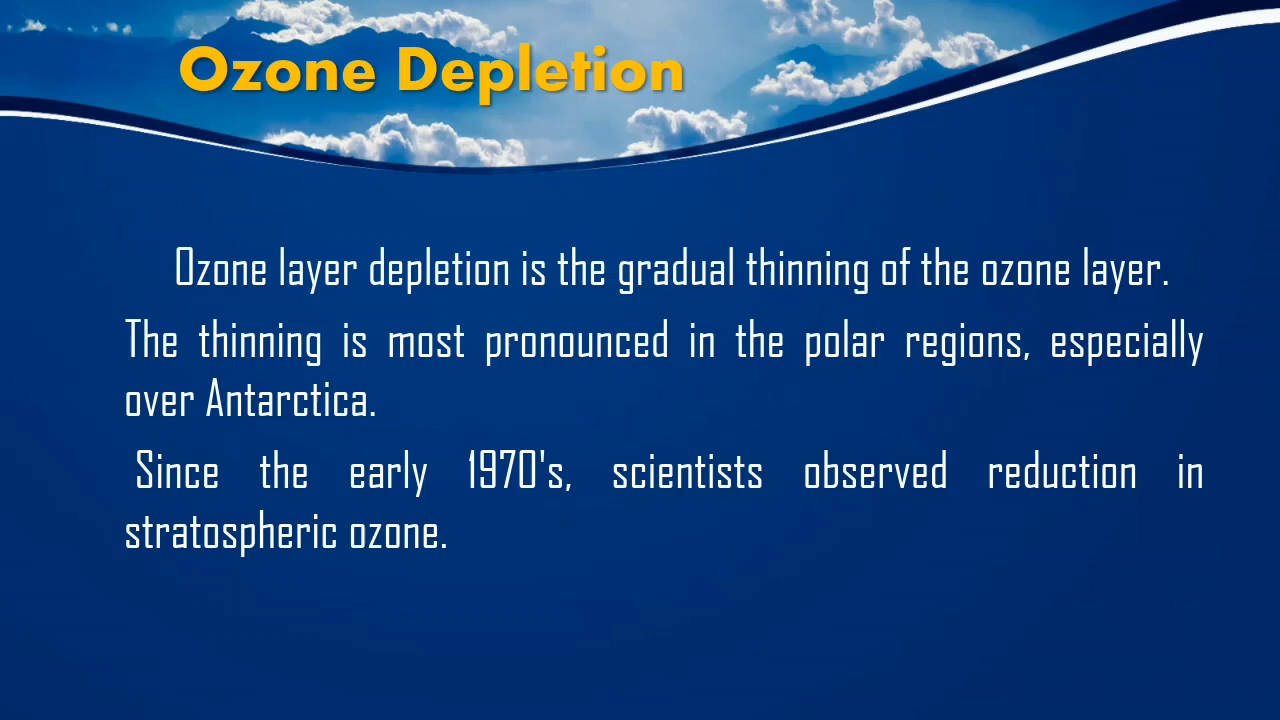 Ozone Depletion
Ozone layer depletion is the gradual thinning of the ozone layer.
The thinning is most pronounced in the polar regions, especially
over Antarctica.
Since the early 1970's, scientists observed reduction in
stratospheric ozone.